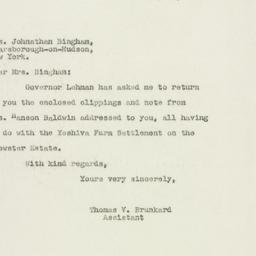 s. Johnathan Bingham,
arsborough-on-Hudson,
w York.
ar Mrs. Bingham:
Governor Lehman has asked me to return
you the enclosed clippings and note from
s. Hanson Baldwin addressed to you, all having
do with the Yeshiva Farm Settlement on the
owster Estate.
With kind regards,
Yours very sincerely,
Thomas V. Brunkard
Assistant